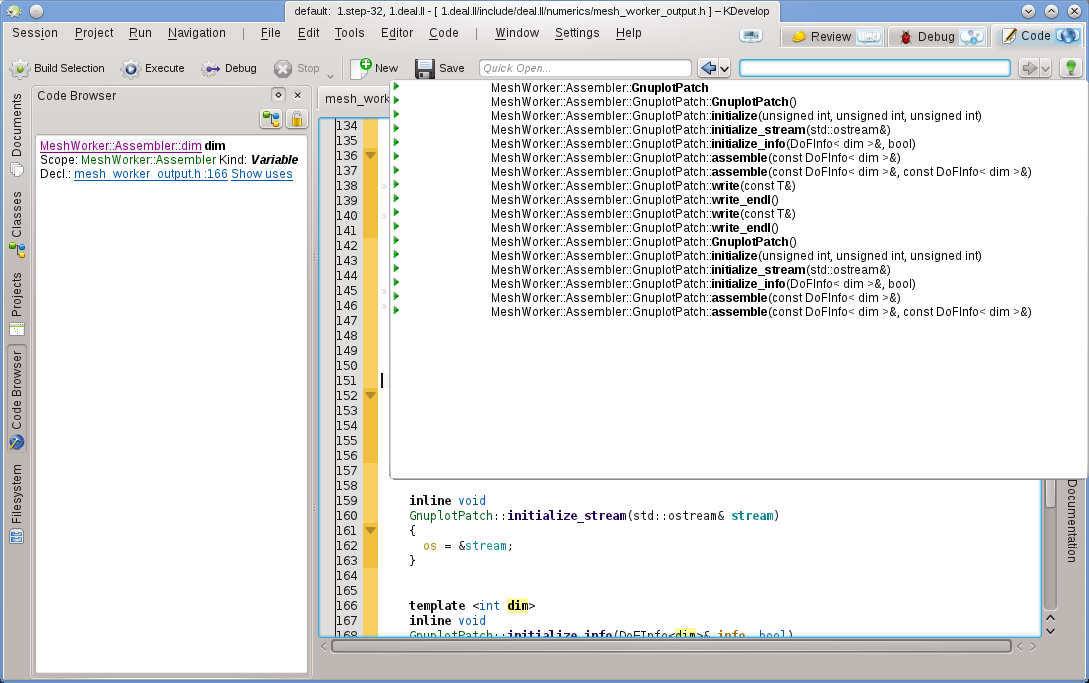 default:  1.step-32, 1.deal.II - [ 1.deal.II/include/deal.II/numerics/mesh_worker_output.h ] – KDevelop
Session Project Run Navigation | File Edit Tools Editor Code | Window Settings Help Review Debug Code
Build Selection Execute Debug Stop New Save Quick Open...
Code Browser
mesh_work
MeshWorker::Assembler::dim dim
Scope: MeshWorker::Assembler Kind: Variable
Decl.: mesh_worker_output.h :166 Show uses
Documents
Classes
Projects
Code Browser
Filesystem
MeshWorker::Assembler::GnuplotPatch
MeshWorker::Assembler::GnuplotPatch::GnuplotPatch()
MeshWorker::Assembler::GnuplotPatch::initialize(unsigned int, unsigned int, unsigned int)
MeshWorker::Assembler::GnuplotPatch::initialize_stream(std::ostream&)
MeshWorker::Assembler::GnuplotPatch::initialize_info(DoFInfo< dim >&, bool)
MeshWorker::Assembler::GnuplotPatch::assemble(const DoFInfo< dim >&)
MeshWorker::Assembler::GnuplotPatch::assemble(const DoFInfo< dim >&, const DoFInfo< dim >&)
MeshWorker::Assembler::GnuplotPatch::write(const T&)
MeshWorker::Assembler::GnuplotPatch::write_endl()
MeshWorker::Assembler::GnuplotPatch::write(const T&)
MeshWorker::Assembler::GnuplotPatch::write_endl()
MeshWorker::Assembler::GnuplotPatch::GnuplotPatch()
MeshWorker::Assembler::GnuplotPatch::initialize(unsigned int, unsigned int, unsigned int)
MeshWorker::Assembler::GnuplotPatch::initialize_stream(std::ostream&)
MeshWorker::Assembler::GnuplotPatch::initialize_info(DoFInfo< dim >&, bool)
MeshWorker::Assembler::GnuplotPatch::assemble(const DoFInfo< dim >&)
MeshWorker::Assembler::GnuplotPatch::assemble(const DoFInfo< dim >&, const DoFInfo< dim >&)
134
135
136
137
138
139
140
141
142
143
144
145
146
147
148
149
150
151
152
153
154
155
156
157
158
159 inline void
160 GnuplotPatch::initialize_stream(std::ostream& stream)
161 {
162 os = &stream;
163 }
164
165
166 template <int dim>
167 inline void
168 GnuplotPatch::initialize_info(DoFInfo<dim>& info, bool)
Documentation